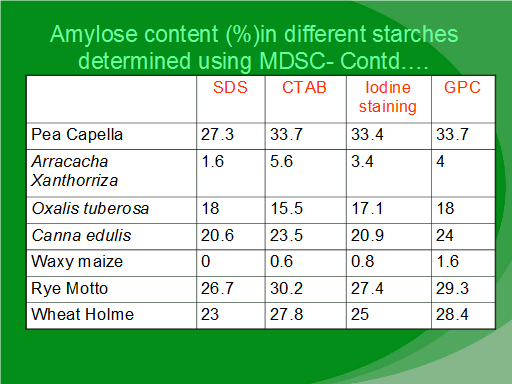 Amylose content (%)in different starches
determined using MDSC- Contd….
SDS CTAB Iodine staining GPC
Pea Capella 27.3 33.7 33.4 33.7
Arracacha Xanthorriza 1.6 5.6 3.4 4
Oxalis tuberosa 18 15.5 17.1 18
Canna edulis 20.6 23.5 20.9 24
Waxy maize 0 0.6 0.8 1.6
Rye Motto 26.7 30.2 27.4 29.3
Wheat Holme 23 27.8 25 28.4